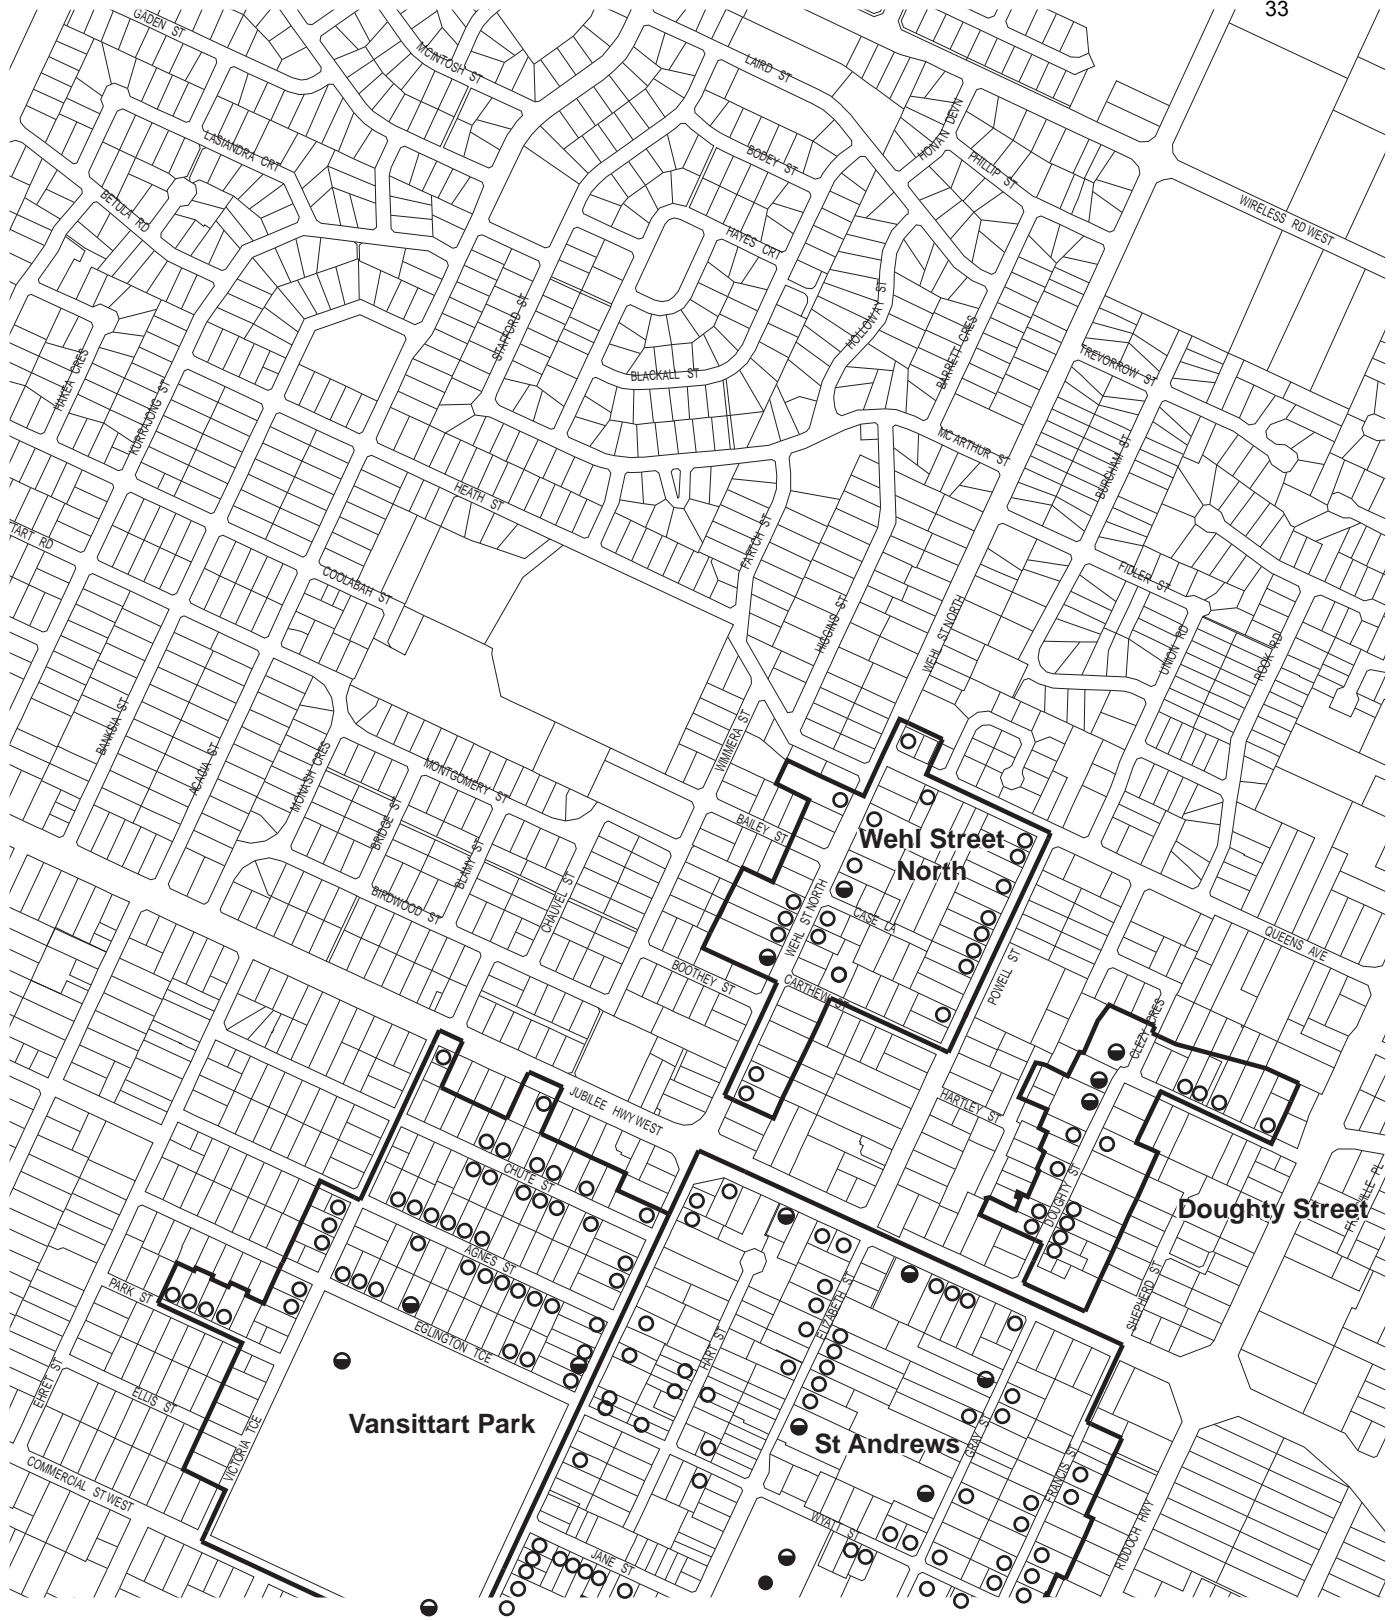 33
GADEN ST
MCINTOSH ST
LAIRD ST
HONAN DEVN
LASIANDRA CRT
BODEY ST
PHILLIP ST
BETULA RD
WIRELESS RD WEST
HAYES CRT
HOLLOWAY ST
STAFFORD ST
BARRETT CRES
TREVORROW ST
HAKEA CRES
BLACKALL ST
KURRAJONG ST
MC ARTHUR ST
BURCHAM ST
HEATH ST
TART RD
FARTCH ST
COOLABAH ST
FIDLER ST
HIGGINS ST
WEHL ST NORTH
UNION RD
ROOK RD
BANKSIA ST
WIMMERA ST
ACACIA ST
MONASH CRES
MONTGOMERY ST
BRIDGE ST
BAILEY ST
Wehl Street
North
BLAMY ST
BIRDWOOD ST
CHAUVEL ST
WEHL ST NORTH
CASE LA
QUEENS AVE
BOOTHEY ST
CARTHEW ST
POWELL ST
CLEZY CRES
JUBILEE HWY WEST
HARTLEY ST
CHUTE ST
DOUGHTY ST
Doughty Street
AGNES ST
PARK ST
EGLINGTON TCE
ELIZABETH ST
SHEPHERD ST
HART ST
EHRET ST
ELLIS ST
VICTORIA TCE
Vansittart Park
St Andrews
GRAY ST
FRANCIS ST
COMMERCIAL ST WEST
WYATT ST
RIDDOCH HWY
JANE ST